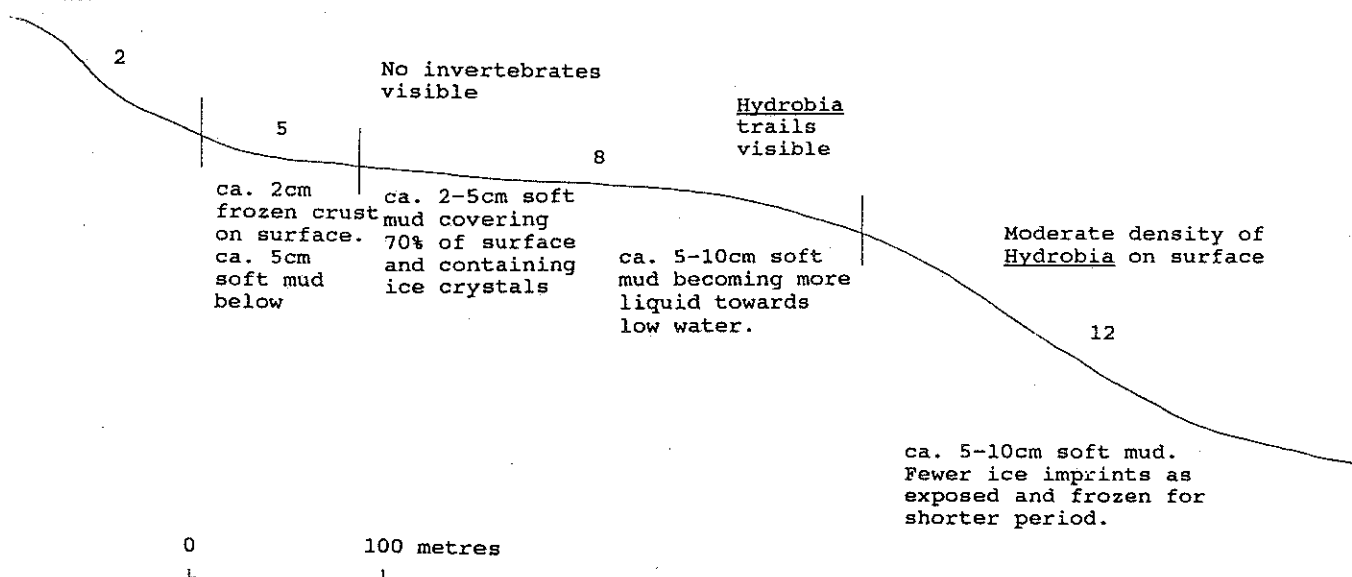 2
No invertebrates
visible
Hydrobia
trails
visible
5
8
ca. 2cm
frozen crust
on surface.
ca. 5cm
soft mud
below
ca. 2-5cm soft
mud covering
70% of surface
and containing
ice crystals
ca. 5-10cm soft
mud becoming more
liquid towards
low water.
Moderate density of
Hydrobia on surface
12
ca. 5-10cm soft mud.
Fewer ice imprints as
exposed and frozen for
shorter period.
0 100 metres